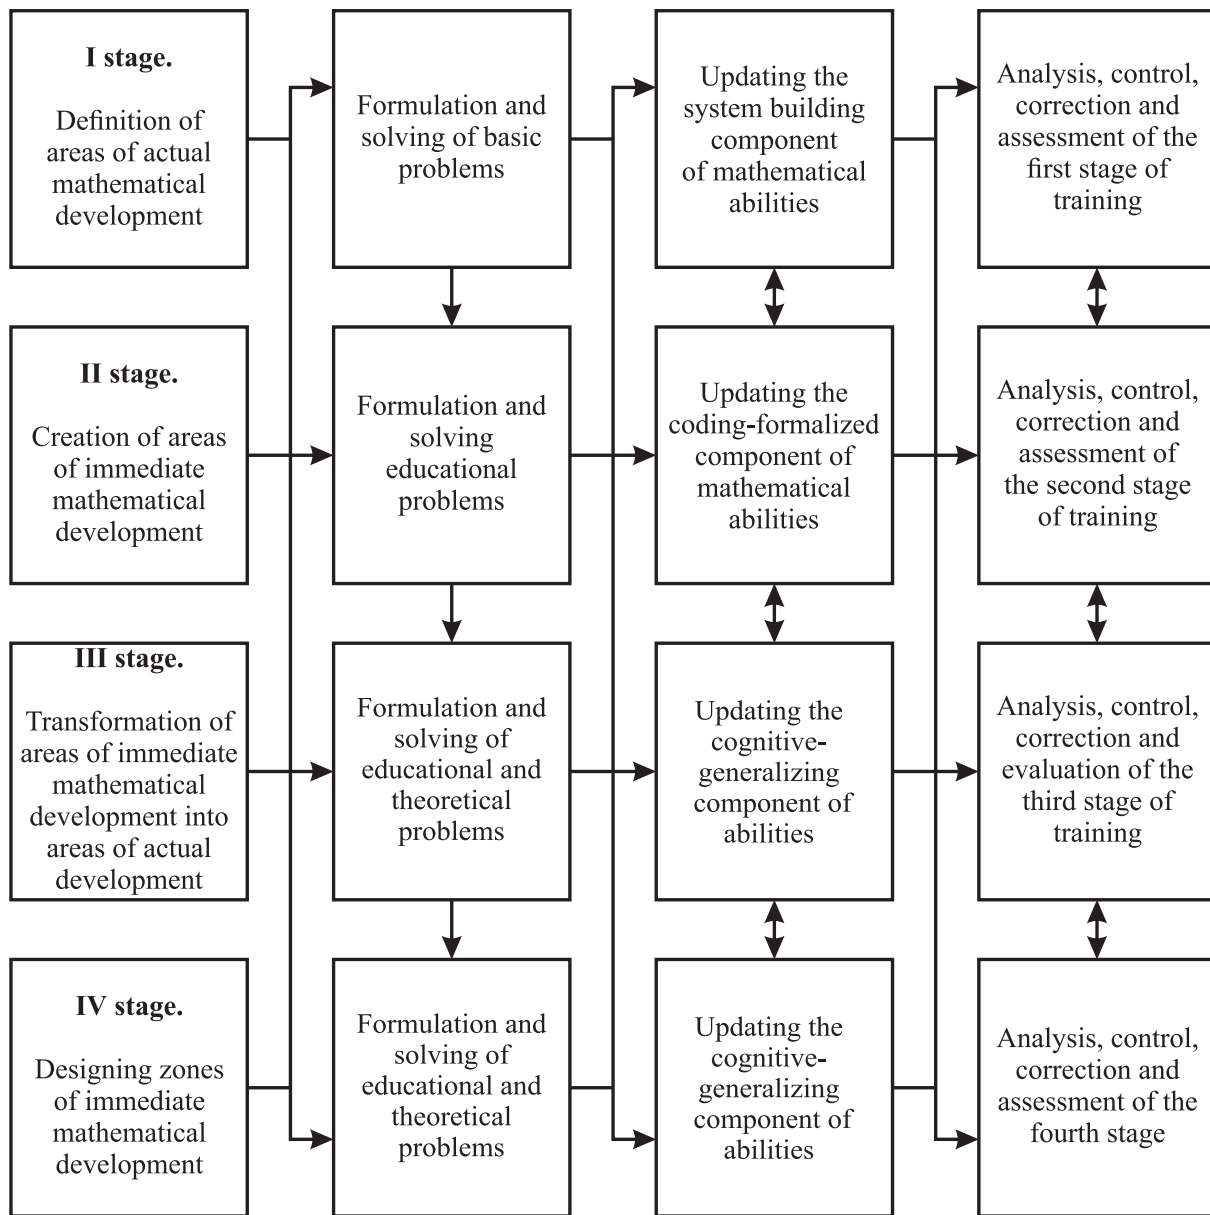 I stage.
Definition of
areas of actual
mathematical
development
Formulation and
solving of basic
problems
Updating the
system building
component
of mathematical
abilities
Analysis, control,
correction and
assessment of the
first stage of
training
II stage.
Creation of areas
of immediate
mathematical
development
Formulation and
solving
educational
problems
Updating the
coding-formalized
component of
mathematical
abilities
Analysis, control,
correction and
assessment of
the second stage
of training
III stage.
Transformation of
areas of immediate
mathematical
development into
areas of actual
development
Formulation and
solving of
educational and
theoretical
problems
Updating the
cognitive-
generalizing
component of
abilities
Analysis, control,
correction and
evaluation of the
third stage of
training
IV stage.
Designing zones
of immediate
mathematical
development
Formulation and
solving of
educational and
theoretical
problems
Updating the
cognitive-
generalizing
component of
abilities
Analysis, control,
correction and
assessment of the
fourth stage